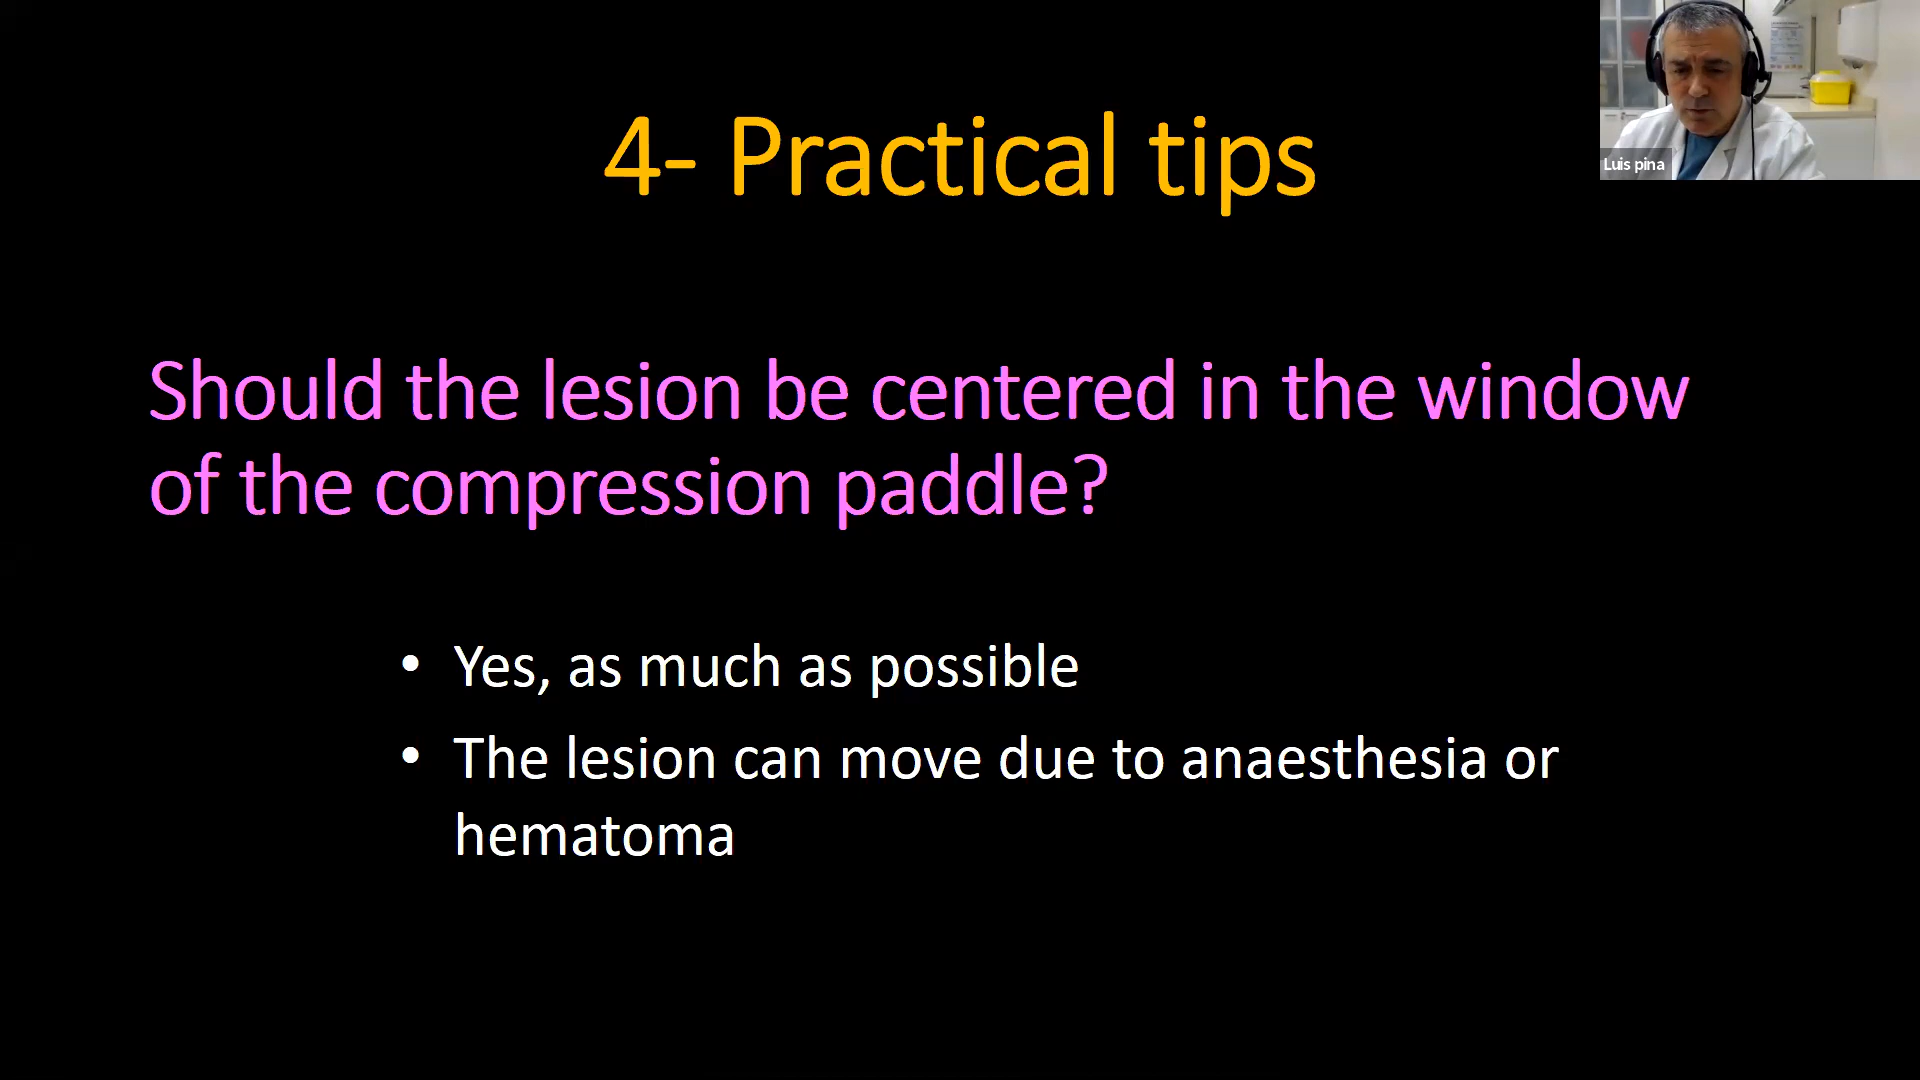 4- Practical tips
Luis pina
Should the lesion be centered in the window
of the compression paddle?
• Yes, as much as possible
• The lesion can move due to anaesthesia or
hematoma